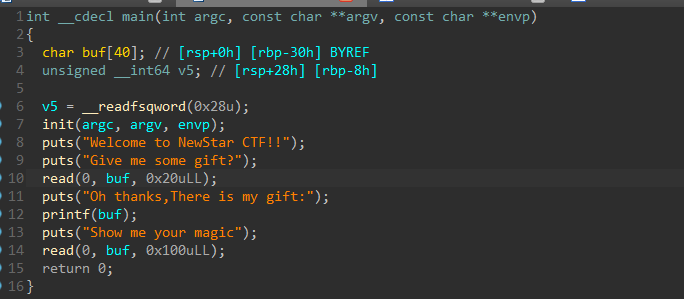 1 int __cdecl main(int argc, const char **argv, const char **envp)
2 {
3 char buf[40]; // [rsp+0h] [rbp-30h] BYREF
4 unsigned __int64 v5; // [rsp+28h] [rbp-8h]
5
6 v5 = __readfsqword(0x28u);
7 init(argc, argv, envp);
8 puts("Welcome to NewStar CTF!!");
9 puts("Give me some gift?");
10 read(0, buf, 0x20uLL);
11 puts("Oh thanks,There is my gift:");
12 printf(buf);
13 puts("Show me your magic");
14 read(0, buf, 0x100uLL);
15 return 0;
16 }